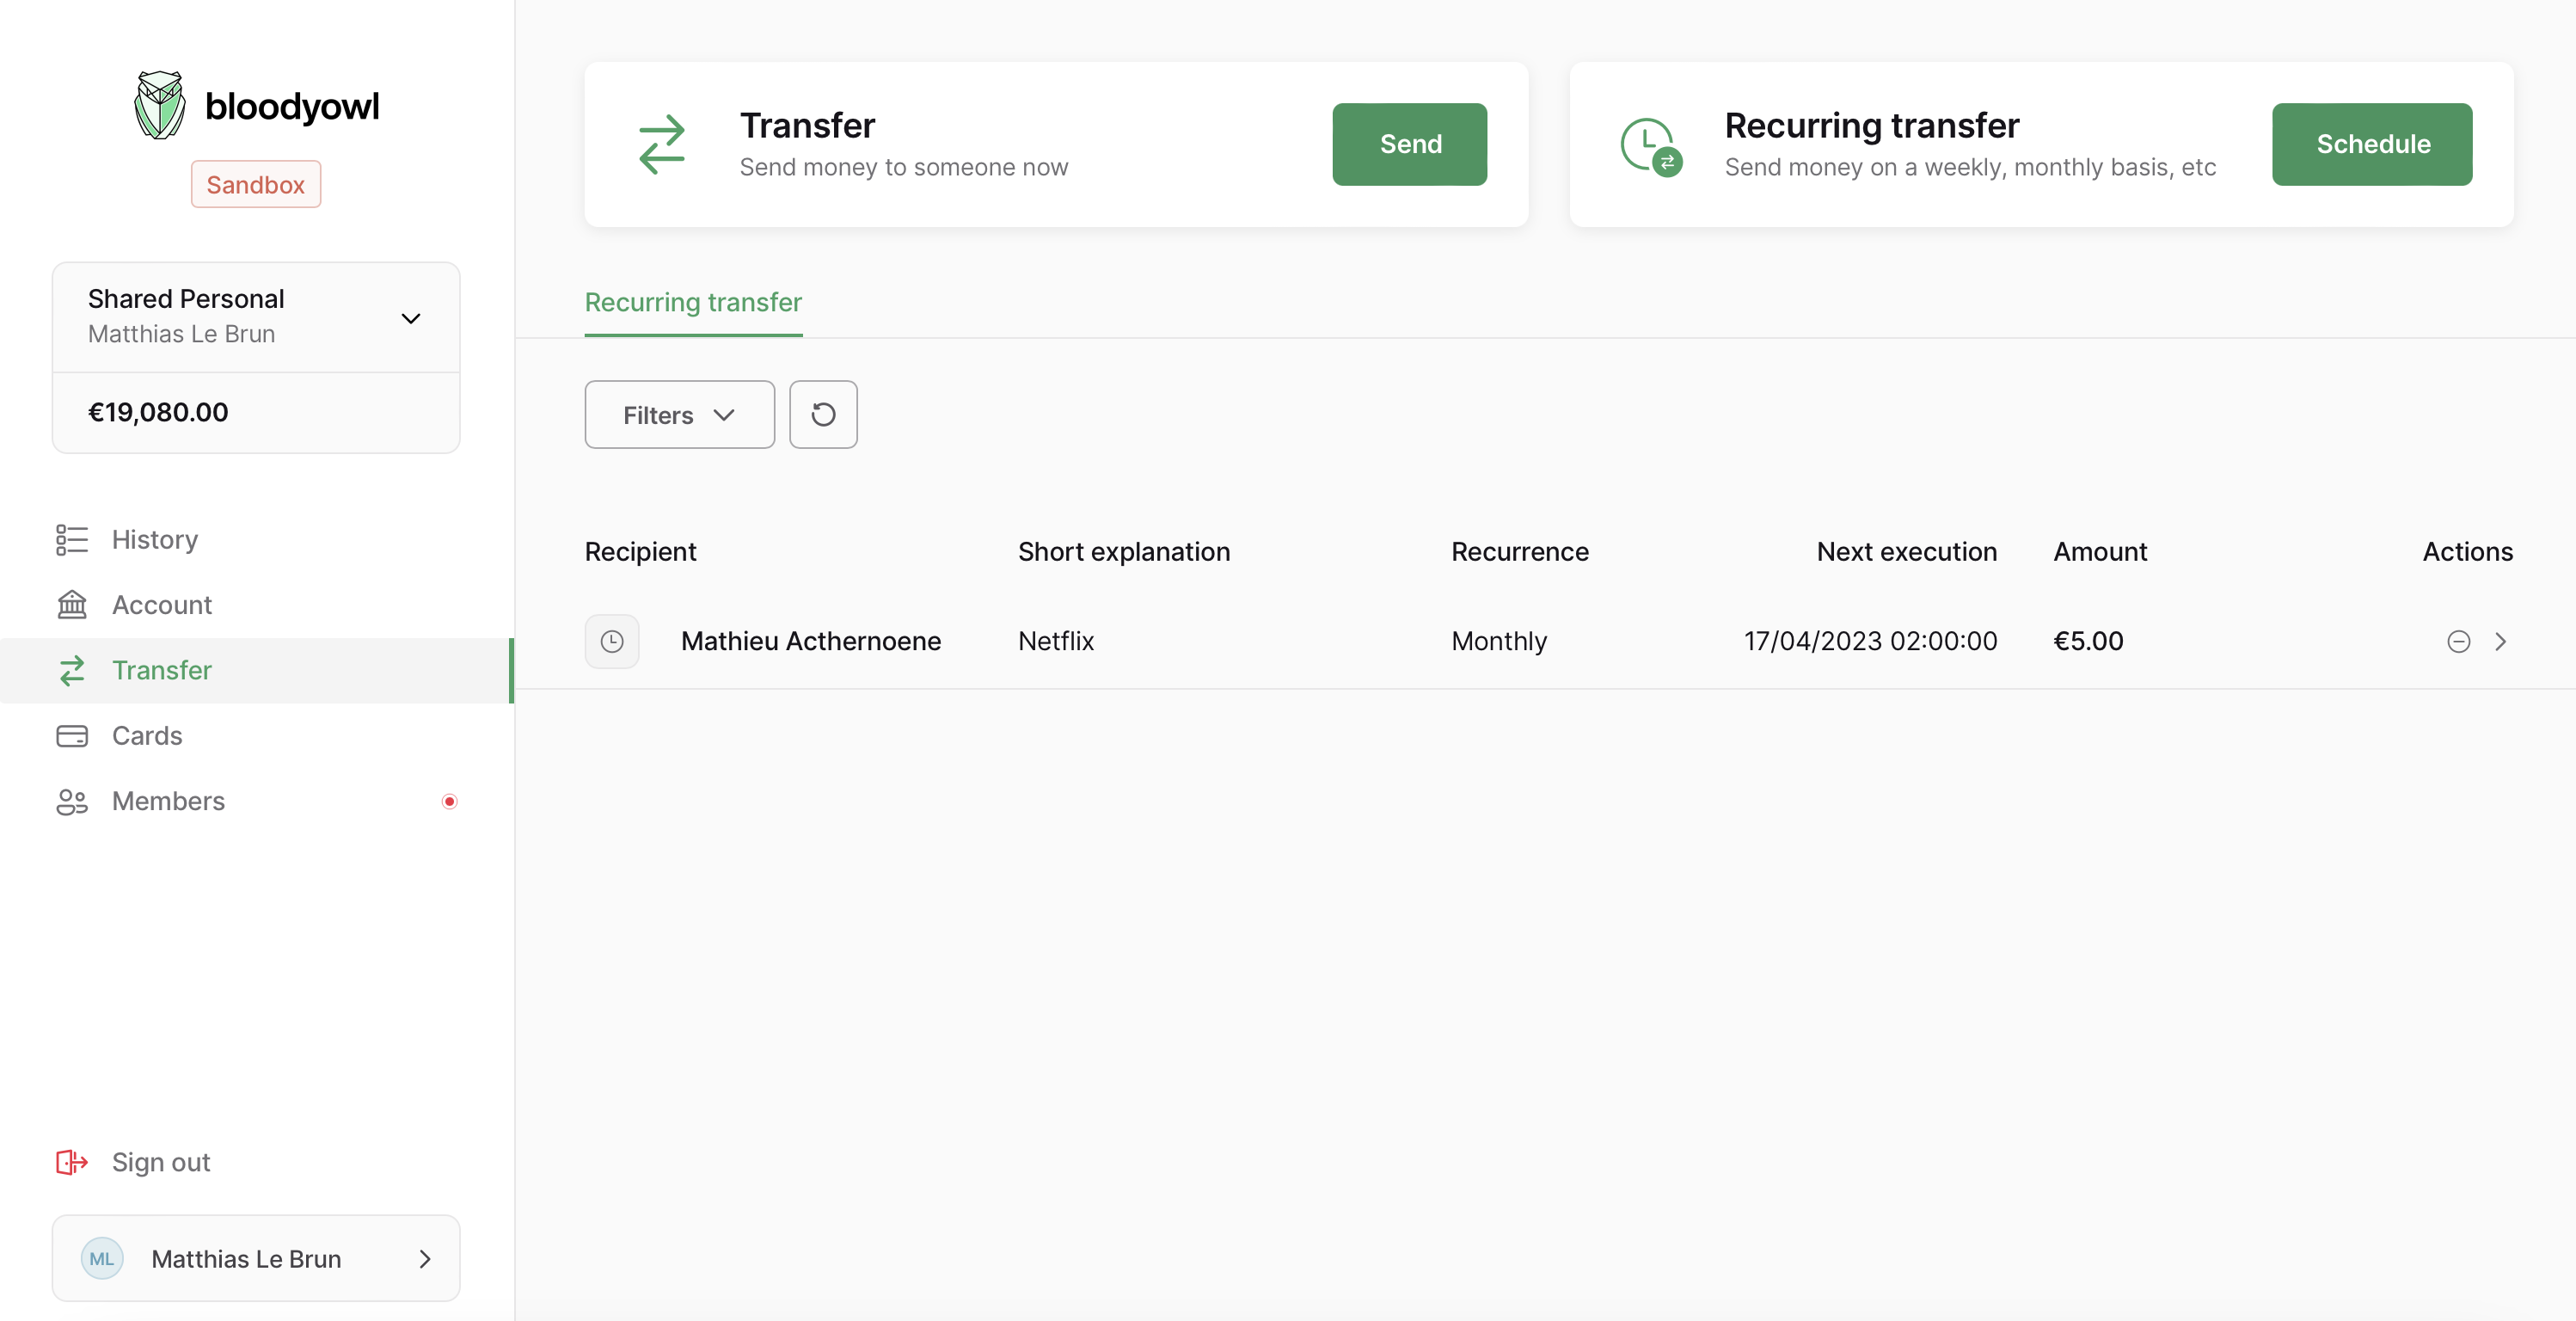 bloodyowl
Sandbox
Shared Personal
Matthias Le Brun
€19,080.00
History
Account
Transfer
Cards
Members
Sign out
ML Matthias Le Brun
Transfer
Send money to someone now
Send
Recurring transfer
Send money on a weekly, monthly basis, etc
Schedule
Recurring transfer
Filters
Recipient Short explanation Recurrence Next execution Amount Actions
Mathieu Acthernoene Netflix Monthly 17/04/2023 02:00:00 €5.00